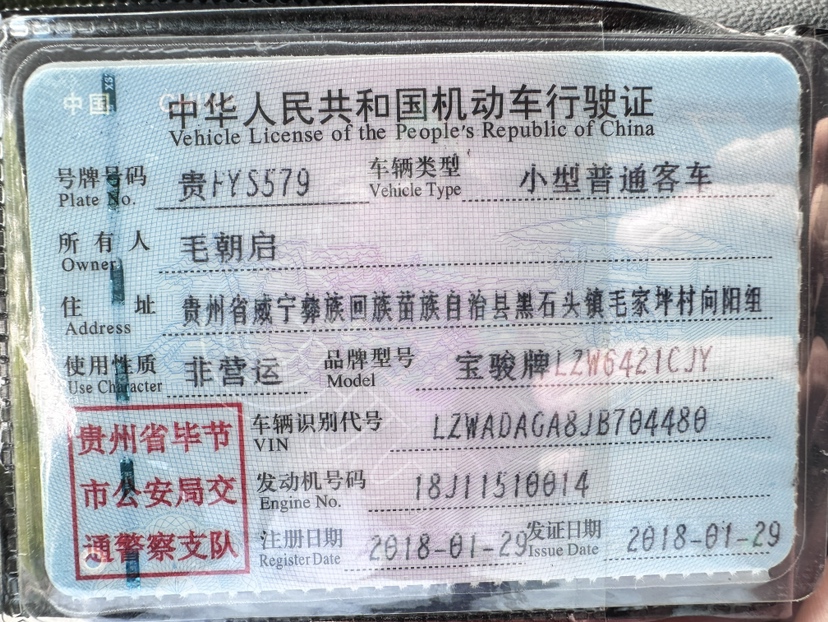 中国 CHINA
中华人民共和国机动车行驶证
Vehicle License of the People's Republic of China
号牌号码 贵FYS579 车辆类型 小型普通客车
Plate No. Vehicle Type
所有人 毛朝启
Owner
住址 贵州省威宁彝族回族苗族自治县黑石头镇毛家坪村向阳组
Address
使用性质 非营运 品牌型号 宝骏牌LZW6421CJY
Use Character Model
贵州省毕节
市公安局交
通警察支队
车辆识别代号 LZWADAGA8JB704480
VIN
发动机号码 18J11510014
Engine No.
注册日期 2018-01-29 发证日期 2018-01-29
Register Date Issue Date